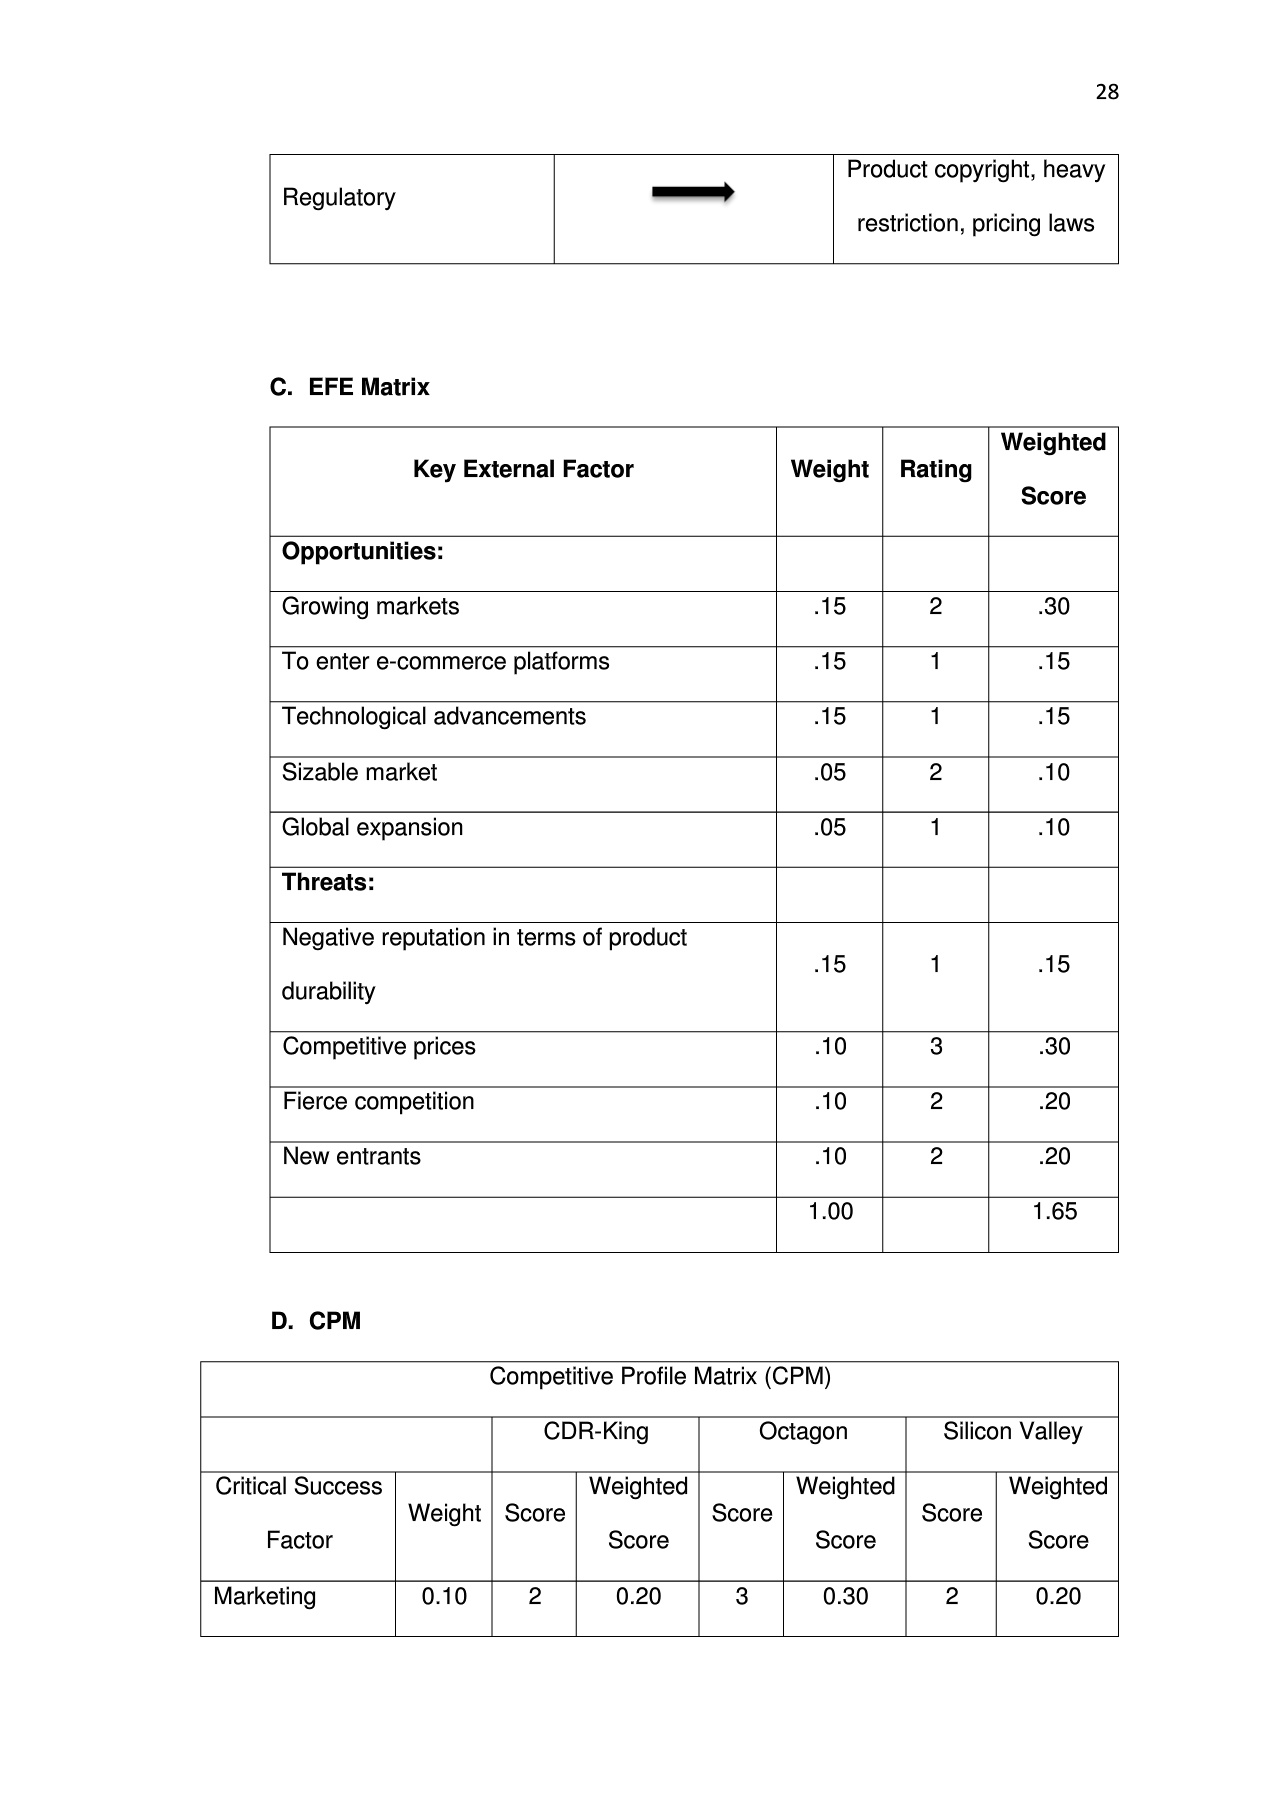 28
Regulatory
Product copyright, heavy
restriction, pricing laws
C. EFE Matrix
Key External Factor Weight Rating Weighted
Score
Opportunities:
Growing markets .15 2 .30
To enter e-commerce platforms .15 1 .15
Technological advancements .15 1 .15
Sizable market .05 2 .10
Global expansion .05 1 .10
Threats:
Negative reputation in terms of product
durability .15 1 .15
Competitive prices .10 3 .30
Fierce competition .10 2 .20
New entrants .10 2 .20
1.00 1.65
D. CPM
Competitive Profile Matrix (CPM)
CDR-King Octagon Silicon Valley
Critical Success
Factor Weight Score Weighted
Score Score Weighted
Score Score Weighted
Score
Marketing 0.10 2 0.20 3 0.30 2 0.20